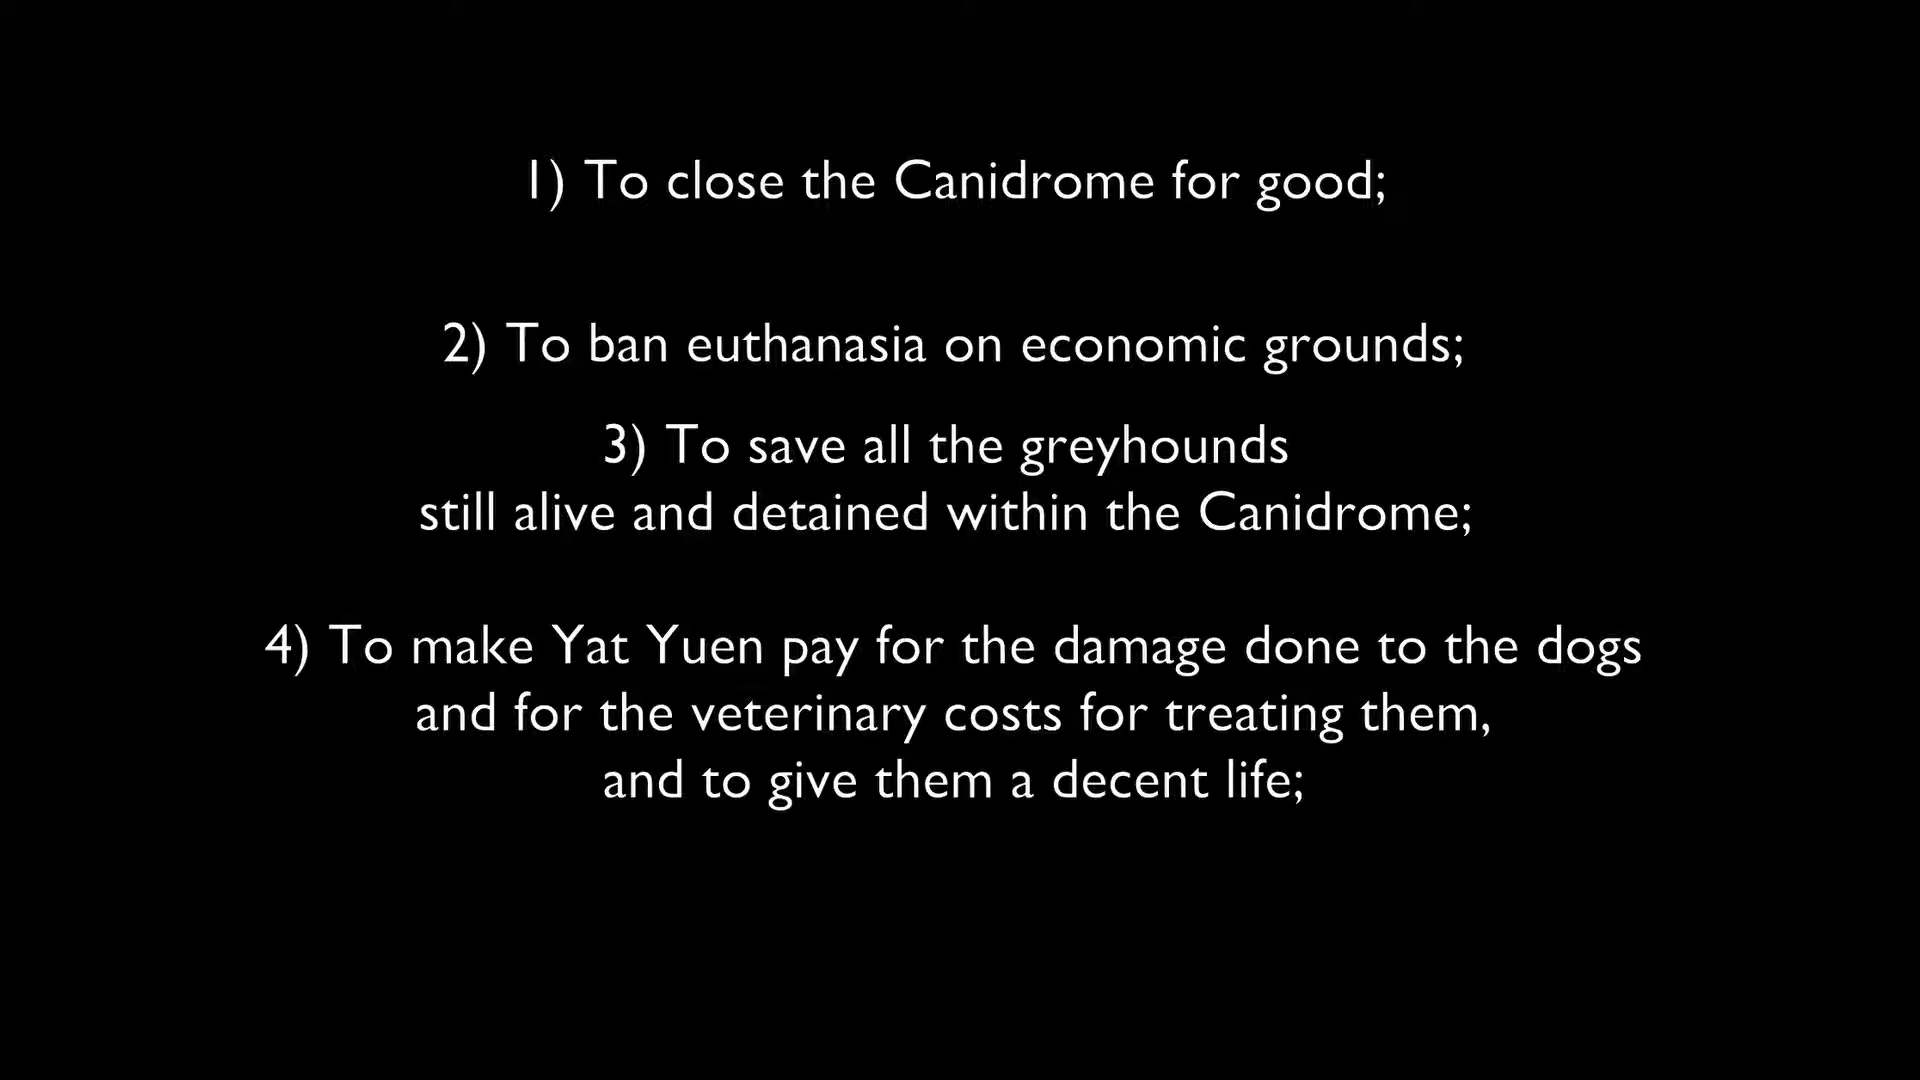 1) To close the Canidrome for good;
2) To ban euthanasia on economic grounds;
3) To save all the greyhounds
still alive and detained within the Canidrome;
4) To make Yat Yuen pay for the damage done to the dogs
and for the veterinary costs for treating them,
and to give them a decent life;